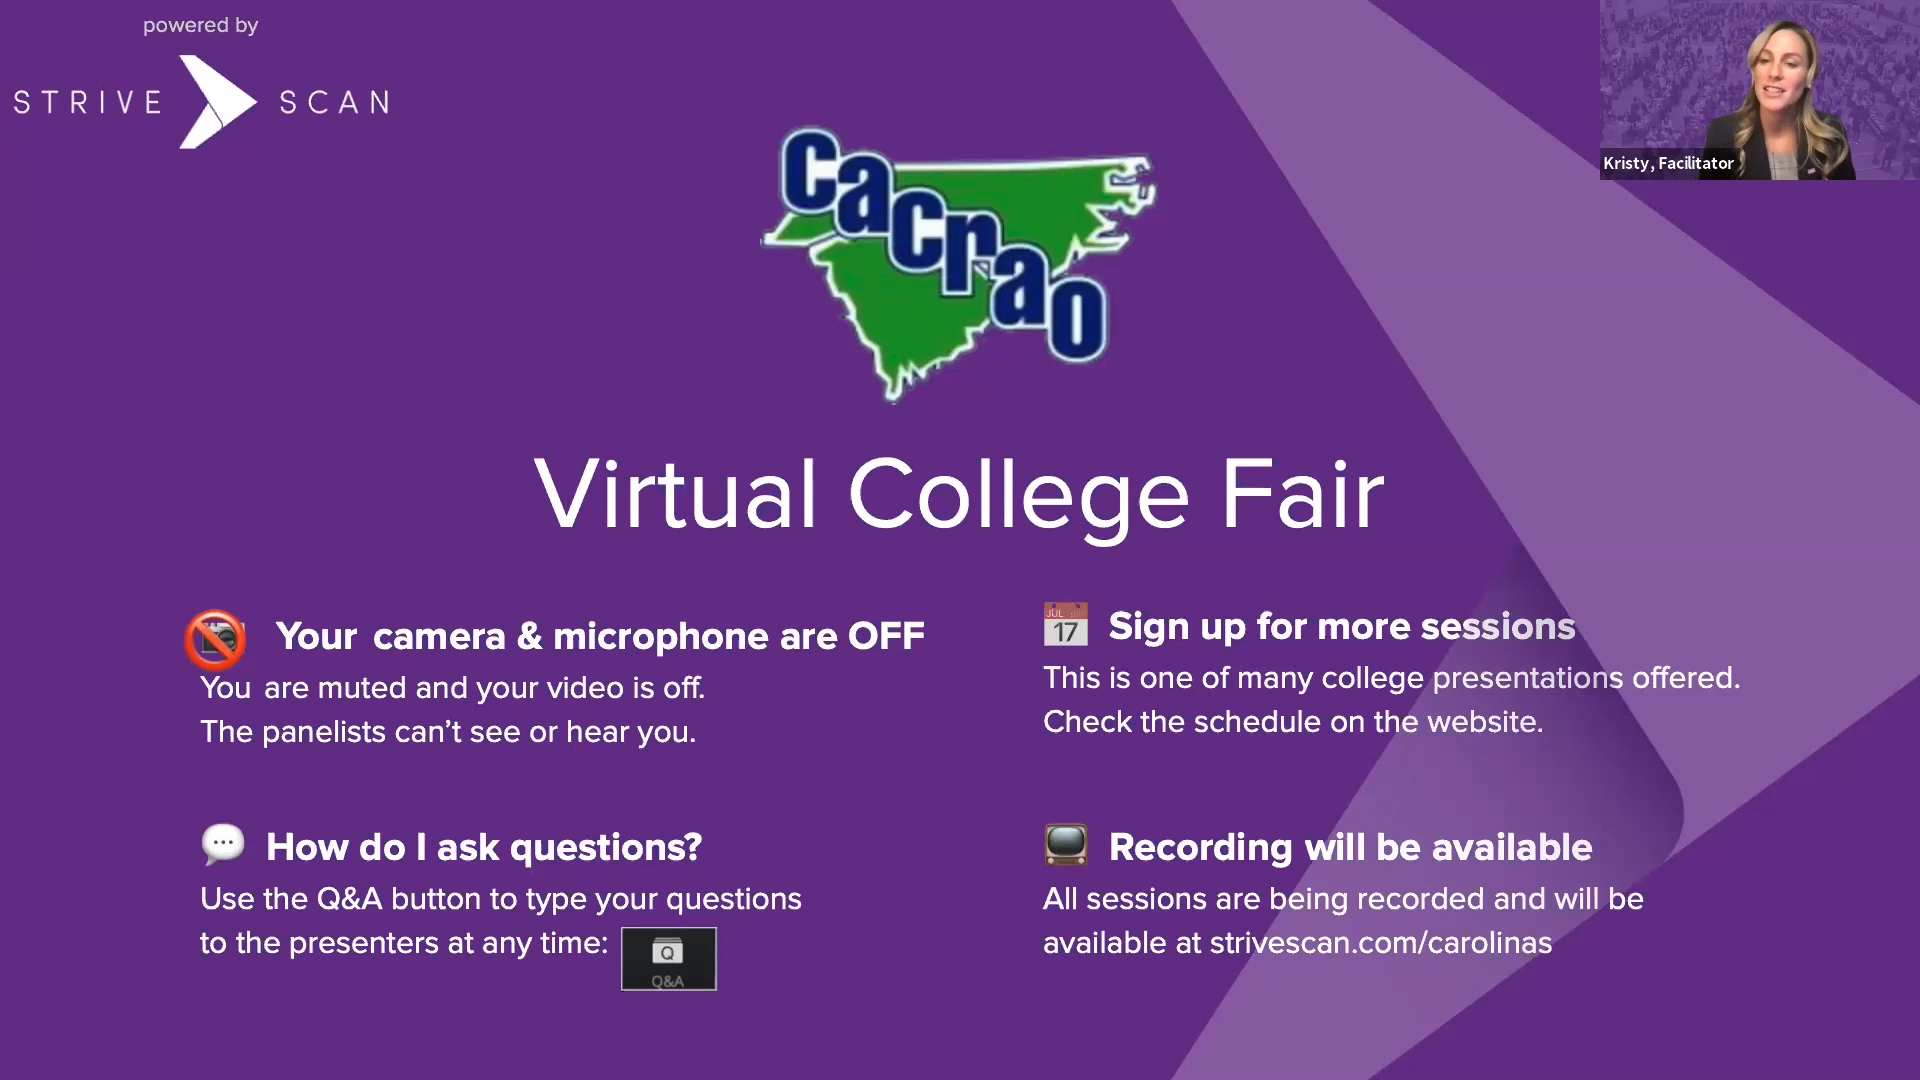 powered by
STRIVE SCAN
Kristy, Facilitator
cacrao
Virtual College Fair
Your camera & microphone are OFF
You are muted and your video is off.
The panelists can't see or hear you.
JUL
17
Sign up for more sessions
This is one of many college presentations offered.
Check the schedule on the website.
How do I ask questions?
Use the Q&A button to type your questions
to the presenters at any time:
Q
Q&A
Recording will be available
All sessions are being recorded and will be
available at strivescan.com/carolinas